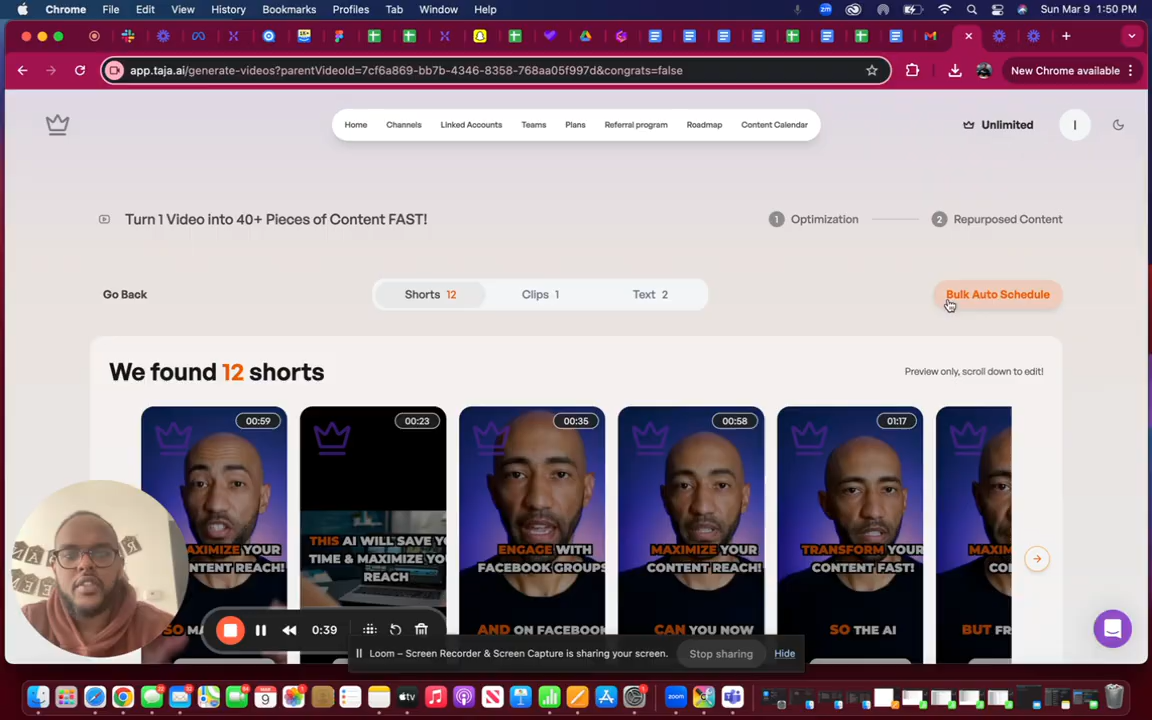 Chrome File Edit View History Bookmarks Profiles Tab Window Help
Sun Mar 9 1:50 PM
app.taja.ai/generate-videos?parentVideoId=7cf6a869-bb7b-4346-8358-768aa05f997d&congrats=false
New Chrome available
Home Channels Linked Accounts Teams Plans Referral program Roadmap Content Calendar
Unlimited
I
Turn 1 Video into 40+ Pieces of Content FAST!
1 Optimization
2 Repurposed Content
Go Back
Shorts 12
Clips 1
Text 2
Bulk Auto Schedule
We found 12 shorts
Preview only, scroll down to edit!
00:59
00:23
00:35
00:58
01:17
MAXIMIZE YOUR
CONTENT REACH!
SO
THIS AI WILL SAVE YO
TIME & MAXIMIZE YO
REACH
ENGAGE WITH
FACEBOOK GROUPS
AND ON FACEBOOK
MAXIMIZE YOUR
CONTENT REACH!
CAN YOU NOW
TRANSFORM YOUR
CONTENT FAST!
SO THE AI
MAXIM
CONTEN
BUT FR
0:39
Loom – Screen Recorder & Screen Capture is sharing your screen.
Stop sharing
Hide
zoom
tv